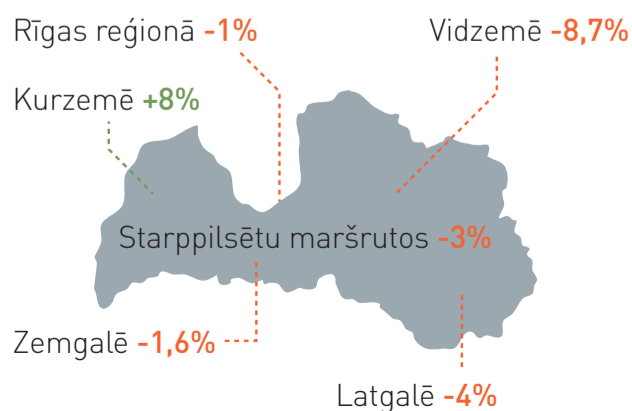 Rīgas reģionā -1%
Vidzemē -8,7%
Kurzemē +8%
Starppilsētu maršrutos -3%
Zemgalē -1,6%
Latgalē -4%